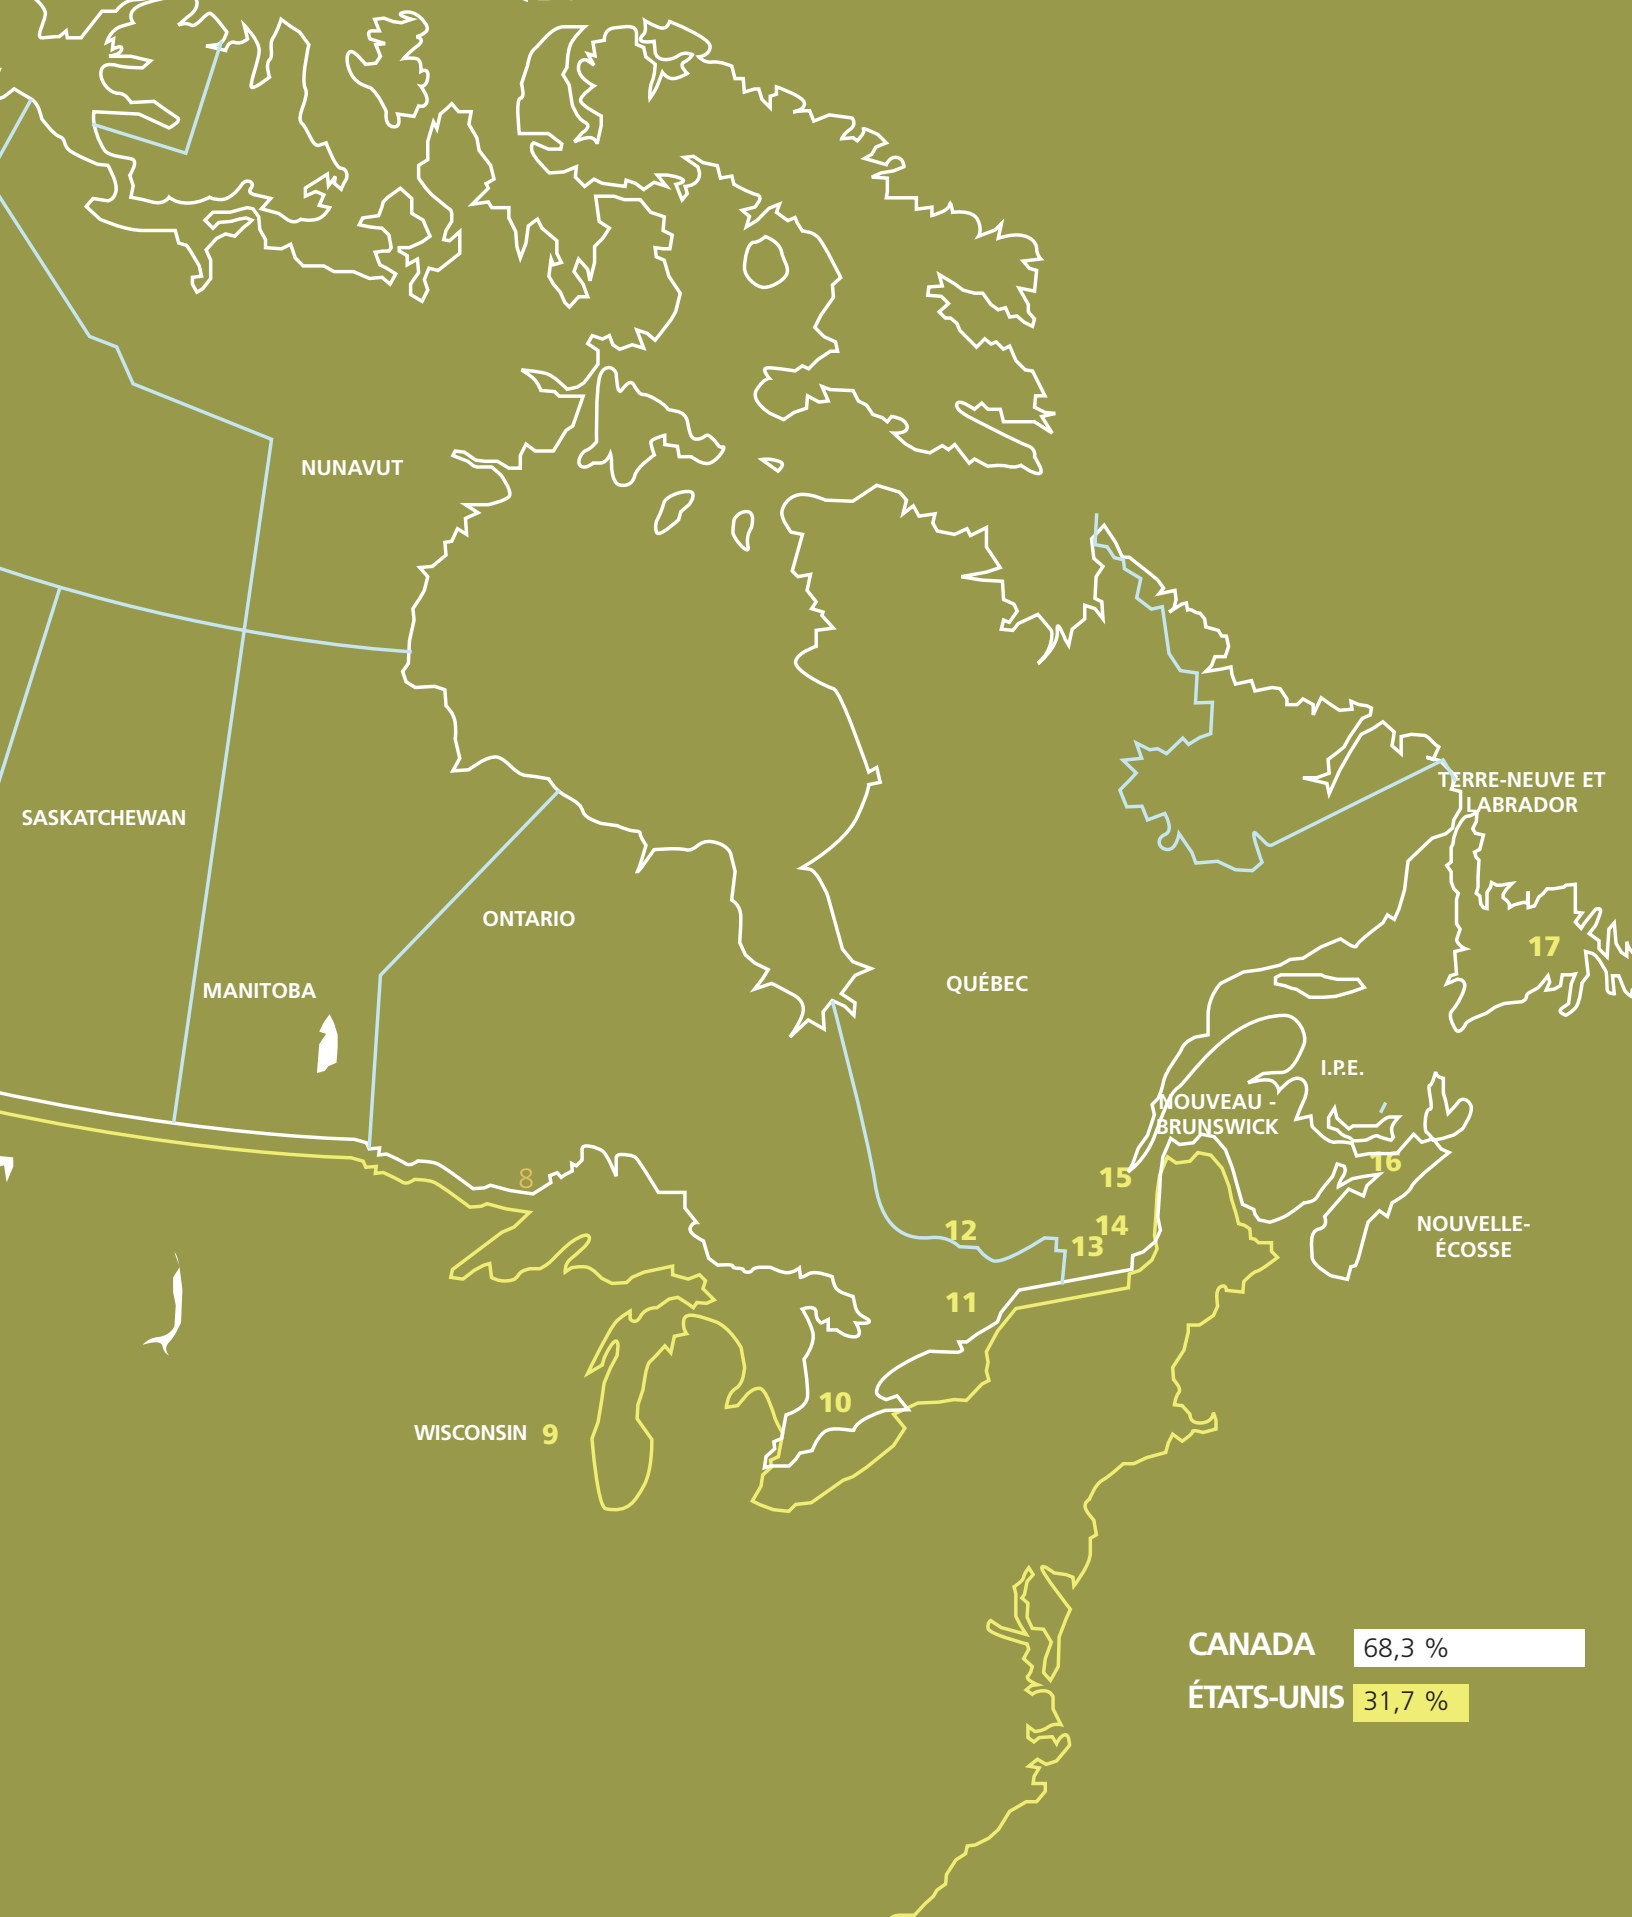 NUNAVUT
TERRE-NEUVE ET
LABRADOR
SASKATCHEWAN
ONTARIO
17
QUÉBEC
MANITOBA
I.P.E.
NOUVEAU -
BRUNSWICK
16
15
8
14
NOUVELLE-
ÉCOSSE
12
13
11
10
WISCONSIN 9
CANADA 68,3 %
ÉTATS-UNIS 31,7 %